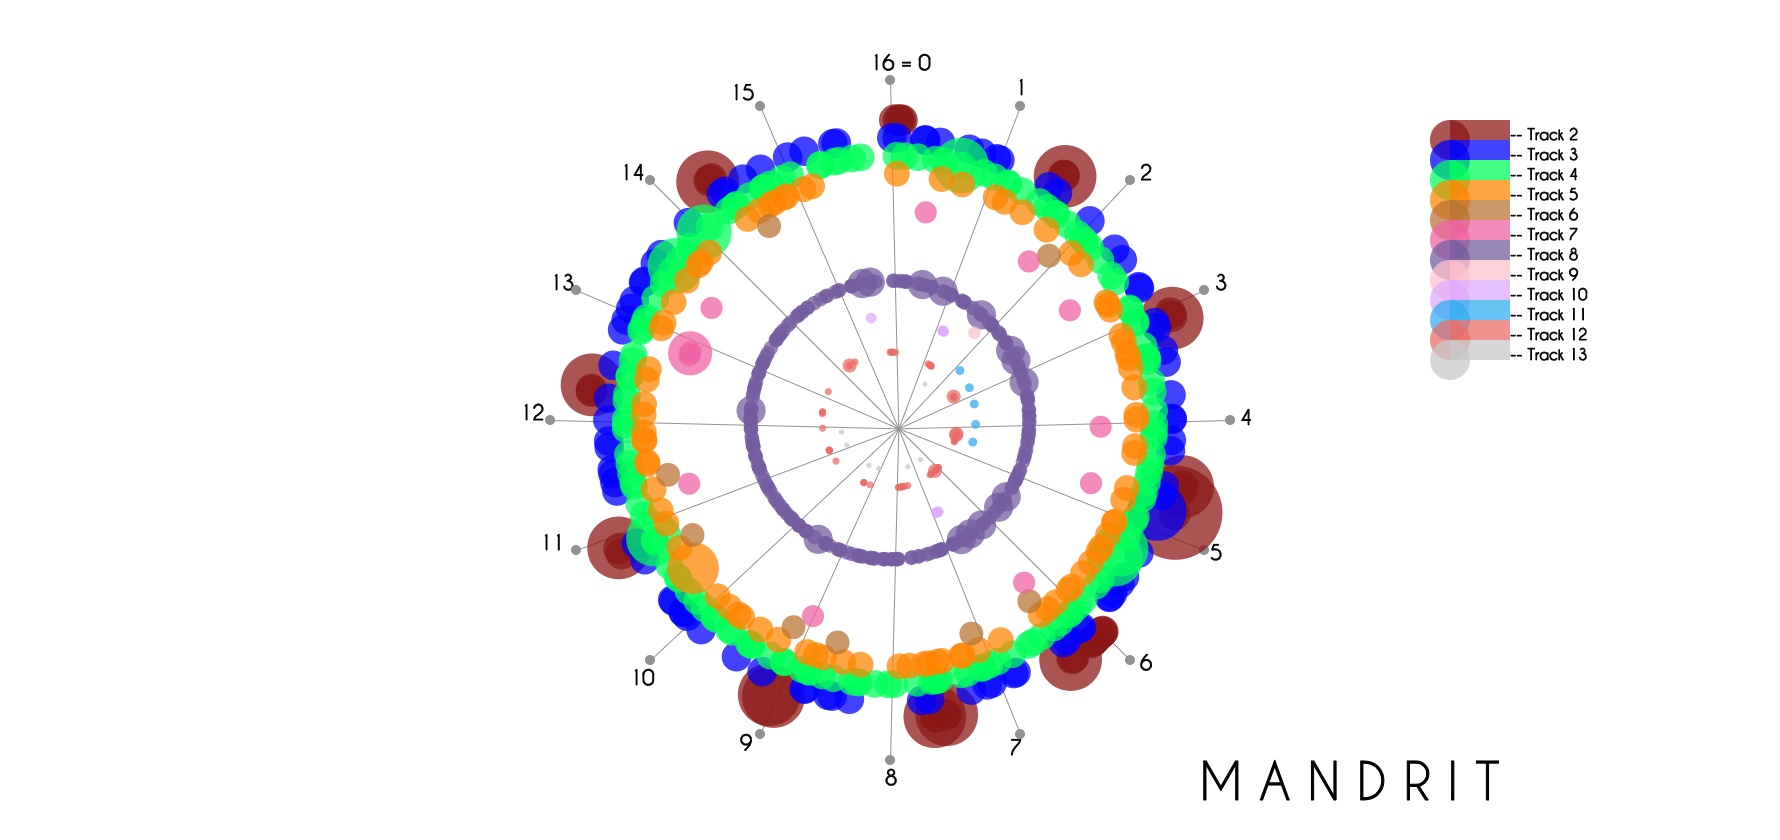 16 = 0
1
2
3
4
5
6
7
8
9
10
11
12
13
14
15
-- Track 2
-- Track 3
-- Track 4
-- Track 5
-- Track 6
-- Track 7
-- Track 8
-- Track 9
-- Track 10
-- Track 11
-- Track 12
-- Track 13
MANDRIT